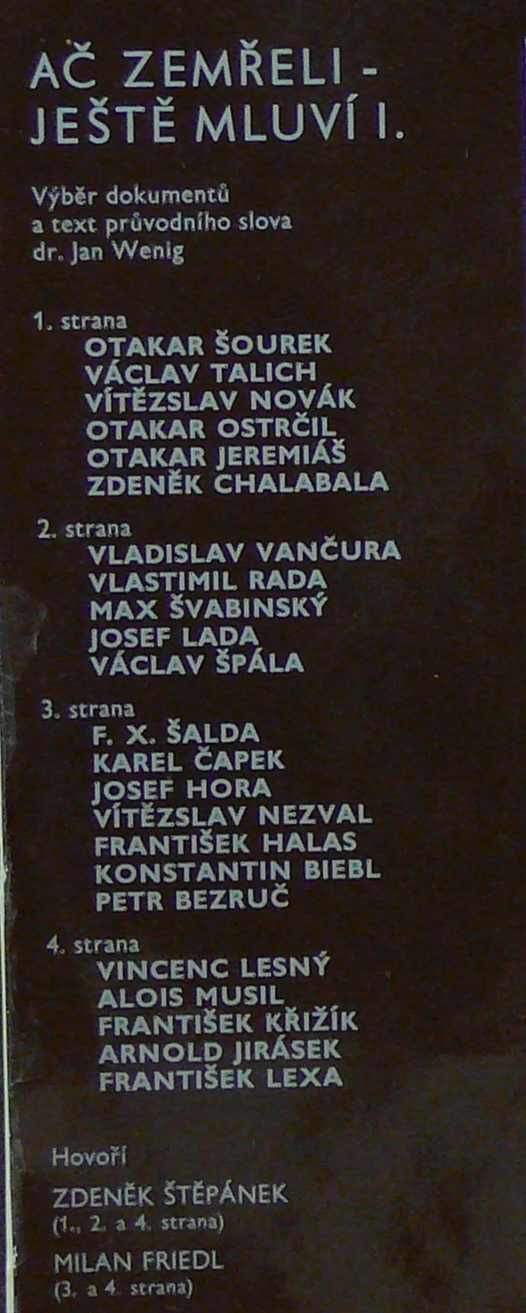 AČ ZEMŘELI -
JEŠTĚ MLUVÍ I.
Výběr dokumentů
a text průvodního slova
dr. Jan Wenig
1. strana
OTAKAR ŠOUREK
VÁCLAV TALICH
VÍTĚZSLAV NOVÁK
OTAKAR OSTRČIL
OTAKAR JEREMIÁŠ
ZDENĚK CHALABALA
2. strana
VLADISLAV VANČURA
VLASTIMIL RADA
MAX ŠVABINSKÝ
JOSEF LADA
VÁCLAV ŠPÁLA
3. strana
F. X. ŠALDA
KAREL ČAPEK
JOSEF HORA
VÍTĚZSLAV NEZVAL
FRANTIŠEK HALAS
KONSTANTIN BIEBL
PETR BEZRUČ
4. strana
VINCENC LESNÝ
ALOIS MUSIL
FRANTIŠEK KŘIŽÍK
ARNOLD JIRÁSEK
FRANTIŠEK LEXA
Hovoří
ZDENĚK ŠTĚPÁNEK
(1., 2. a 4. strana)
MILAN FRIEDL
(3. a 4. strana)